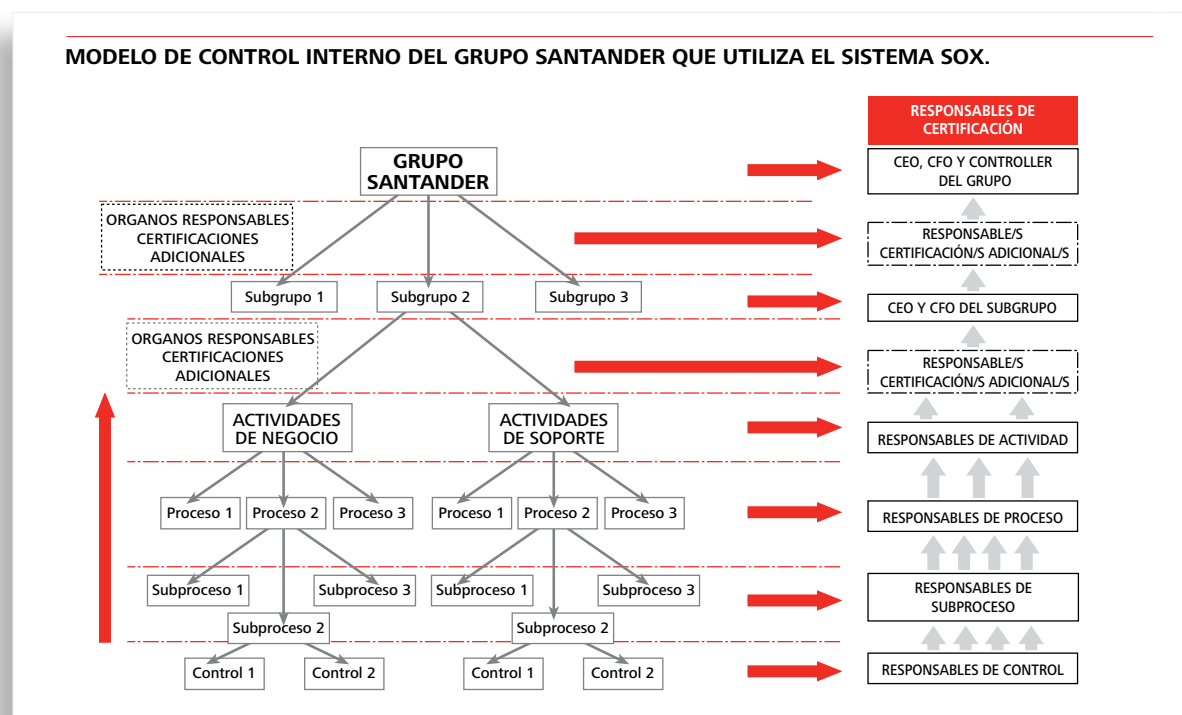 MODELO DE CONTROL INTERNO DEL GRUPO SANTANDER QUE UTILIZA EL SISTEMA SOX.
RESPONSABLES DE
CERTIFICACIÓN
GRUPO
SANTANDER
CEO, CFO Y CONTROLLER
DEL GRUPO
ORGANOS RESPONSABLES
CERTIFICACIONES
ADICIONALES
RESPONSABLE/S
CERTIFICACIÓN/S ADICIONAL/S
Subgrupo 1
Subgrupo 2
Subgrupo 3
CEO Y CFO DEL SUBGRUPO
ORGANOS RESPONSABLES
CERTIFICACIONES
ADICIONALES
RESPONSABLE/S
CERTIFICACIÓN/S ADICIONAL/S
ACTIVIDADES
DE NEGOCIO
ACTIVIDADES
DE SOPORTE
RESPONSABLES DE ACTIVIDAD
Proceso 1
Proceso 2
Proceso 3
Proceso 1
Proceso 2
Proceso 3
RESPONSABLES DE PROCESO
Subproceso 1
Subproceso 3
Subproceso 1
Subproceso 3
RESPONSABLES DE
SUBPROCESO
Subproceso 2
Subproceso 2
Control 1
Control 2
Control 1
Control 2
RESPONSABLES DE CONTROL